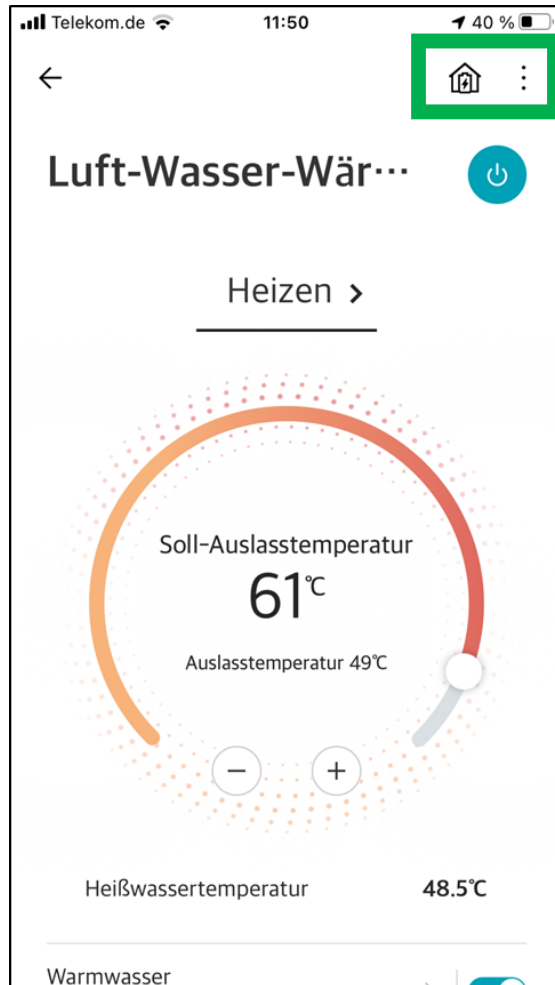 Telekom.de 11:50 40 %
Luft-Wasser-Wär···
Heizen >
Soll-Auslasstemperatur
61℃
Auslasstemperatur 49℃
− +
Heißwassertemperatur 48.5℃
Warmwasser